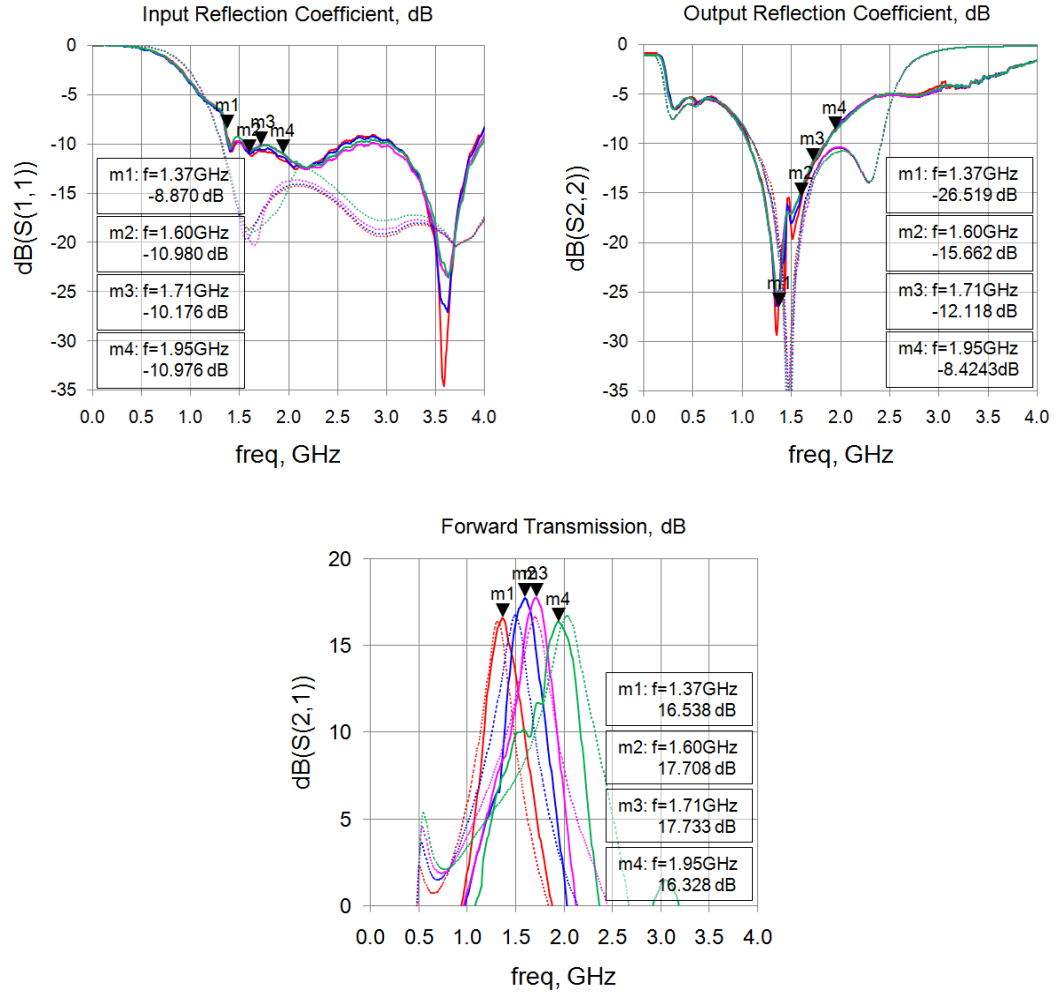 Input Reflection Coefficient, dB
0
-5
-10
-15
-20
-25
-30
-35
dB(S(1,1))
m1
m2
m3
m4
m1: f=1.37GHz
-8.870 dB
m2: f=1.60GHz
-10.980 dB
m3: f=1.71GHz
-10.176 dB
m4: f=1.95GHz
-10.976 dB
0.0 0.5 1.0 1.5 2.0 2.5 3.0 3.5 4.0
freq, GHz
Output Reflection Coefficient, dB
0
-5
-10
-15
-20
-25
-30
-35
dB(S2,2))
m4
m3
m2
m1
m1: f=1.37GHz
-26.519 dB
m2: f=1.60GHz
-15.662 dB
m3: f=1.71GHz
-12.118 dB
m4: f=1.95GHz
-8.4243dB
0.0 0.5 1.0 1.5 2.0 2.5 3.0 3.5 4.0
freq, GHz
Forward Transmission, dB
20
15
10
5
0
dB(S(2,1))
m1
m2
m3
m4
m1: f=1.37GHz
16.538 dB
m2: f=1.60GHz
17.708 dB
m3: f=1.71GHz
17.733 dB
m4: f=1.95GHz
16.328 dB
0.0 0.5 1.0 1.5 2.0 2.5 3.0 3.5 4.0
freq, GHz